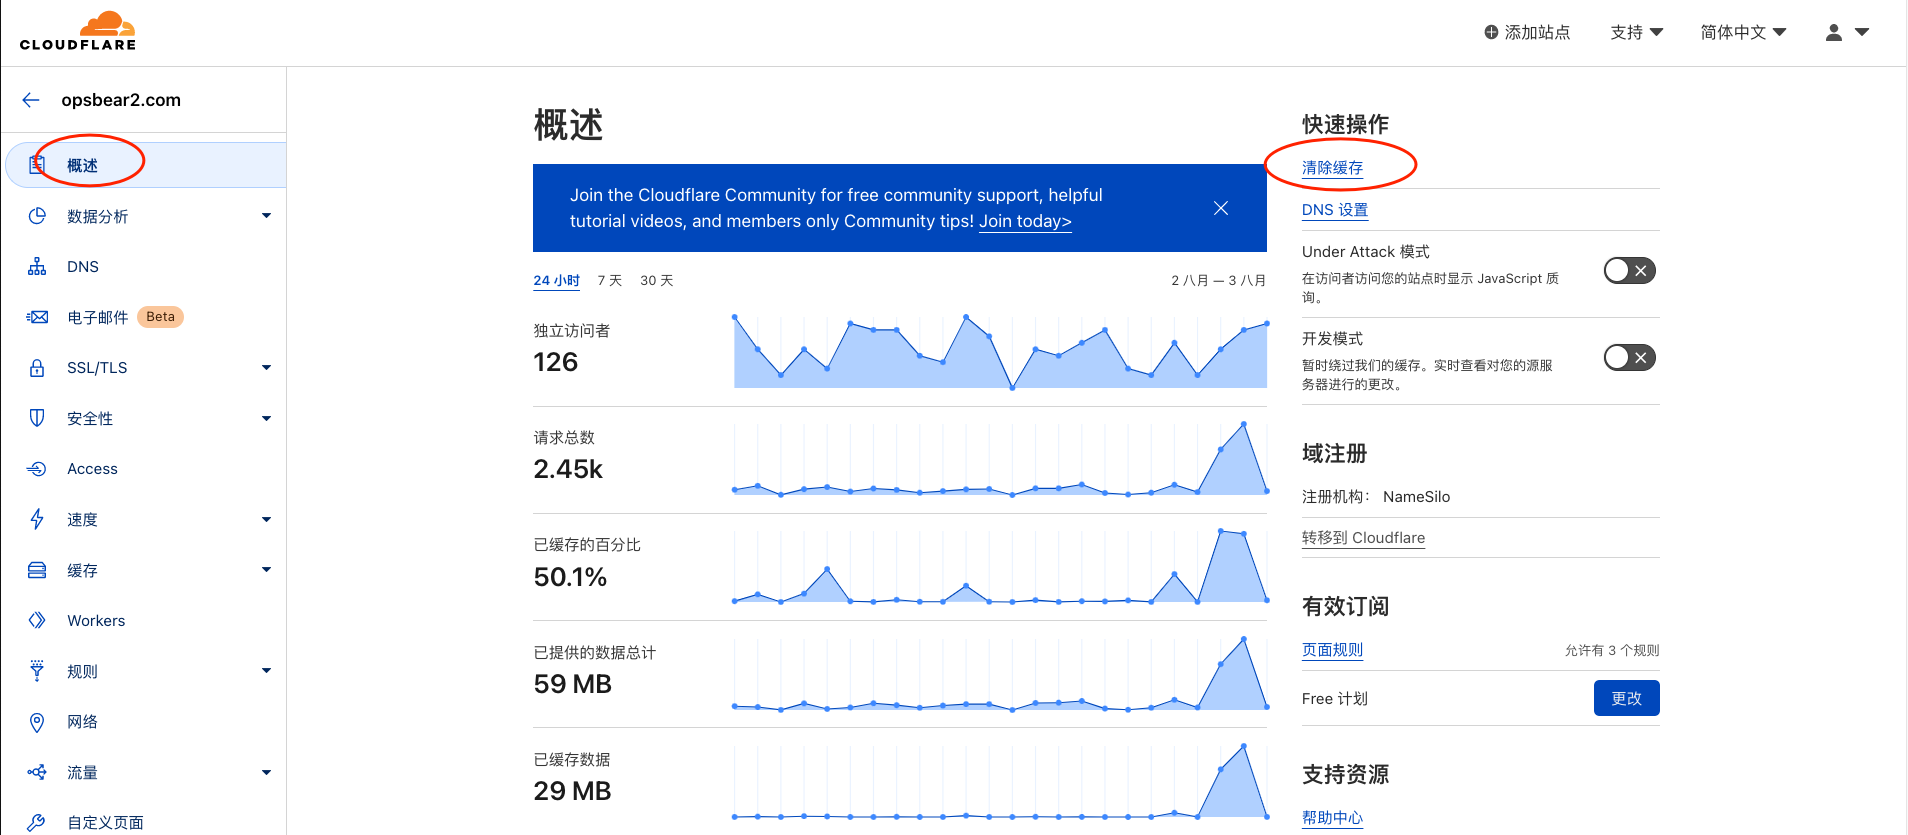 CLOUDFLARE
添加站点
支持
简体中文
opsbear2.com
概述
数据分析
DNS
电子邮件 Beta
SSL/TLS
安全性
Access
速度
缓存
Workers
规则
网络
流量
自定义页面
概述
Join the Cloudflare Community for free community support, helpful
tutorial videos, and members only Community tips! Join today>
24 小时 7 天 30 天
2 八月 — 3 八月
独立访问者
126
请求总数
2.45k
已缓存的百分比
50.1%
已提供的数据总计
59 MB
已缓存数据
29 MB
快速操作
清除缓存
DNS 设置
Under Attack 模式
在访问者访问您的站点时显示 JavaScript 质
询。
开发模式
暂时绕过我们的缓存。实时查看对您的源服
务器进行的更改。
域注册
注册机构： NameSilo
转移到 Cloudflare
有效订阅
页面规则 允许有 3 个规则
Free 计划 更改
支持资源
帮助中心